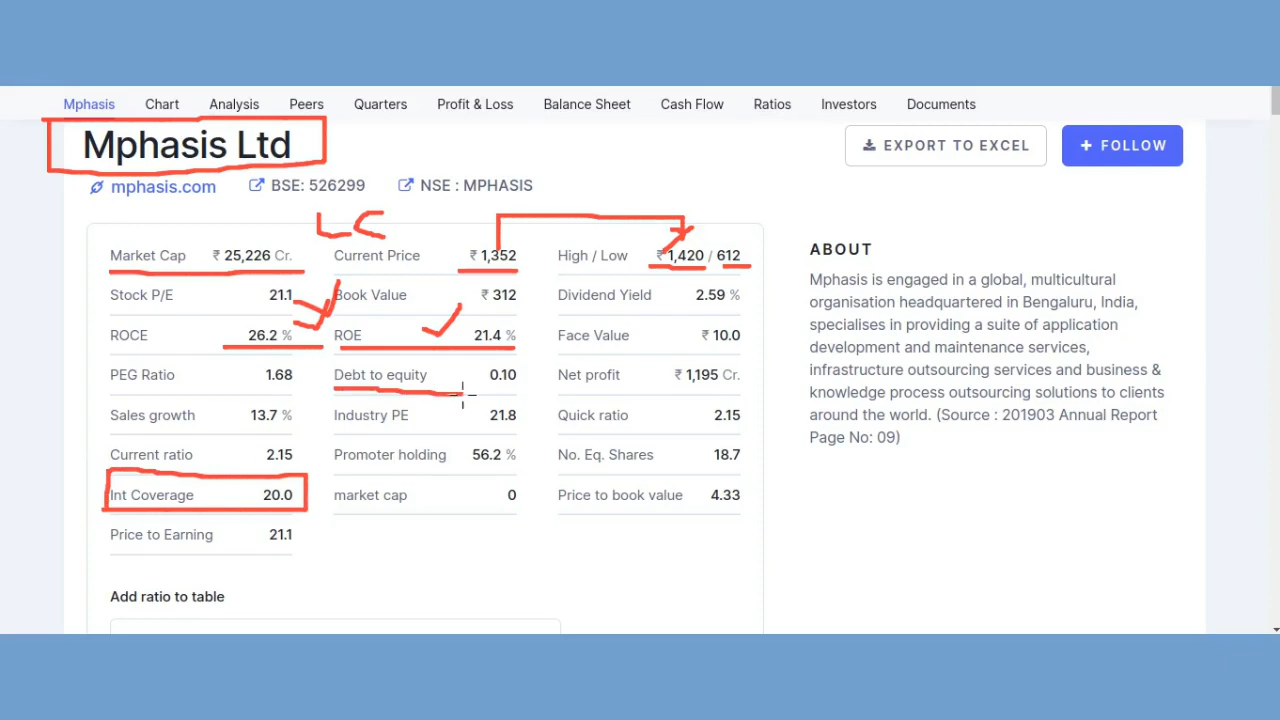 Mphasis Chart Analysis Peers Quarters Profit & Loss Balance Sheet Cash Flow Ratios Investors Documents
Mphasis Ltd
EXPORT TO EXCEL
+ FOLLOW
mphasis.com BSE: 526299 NSE : MPHASIS
LC
Market Cap ₹ 25,226 Cr. Current Price ₹ 1,352 High / Low ₹ 1,420 / 612
Stock P/E 21.1 Book Value ₹ 312 Dividend Yield 2.59 %
ROCE 26.2 % ROE 21.4 % Face Value ₹ 10.0
PEG Ratio 1.68 Debt to equity 0.10 Net profit ₹ 1,195 Cr.
Sales growth 13.7 % Industry PE 21.8 Quick ratio 2.15
Current ratio 2.15 Promoter holding 56.2 % No. Eq. Shares 18.7
Int Coverage 20.0 market cap 0 Price to book value 4.33
Price to Earning 21.1
Add ratio to table
ABOUT
Mphasis is engaged in a global, multicultural
organisation headquartered in Bengaluru, India,
specialises in providing a suite of application
development and maintenance services,
infrastructure outsourcing services and business &
knowledge process outsourcing solutions to clients
around the world. (Source : 201903 Annual Report
Page No: 09)